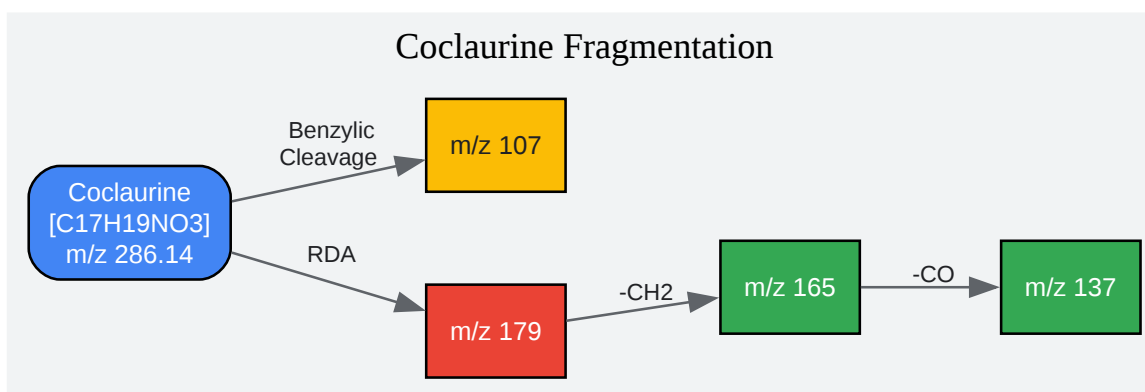 Coclaurine Fragmentation
Benzylic
Cleavage
m/z 107
Coclaurine
[C17H19NO3]
m/z 286.14
RDA
m/z 179
-CH2
m/z 165
-CO
m/z 137